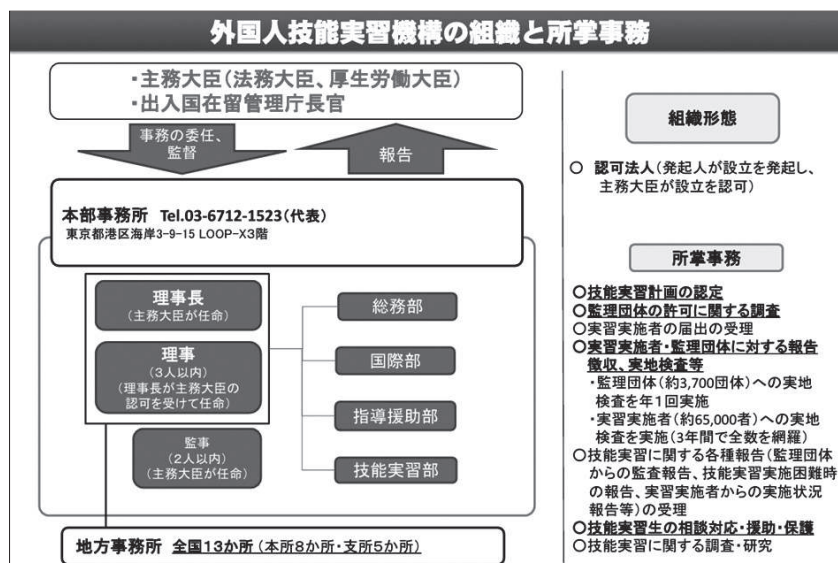 外国人技能実習機構の組織と所掌事務
・主務大臣(法務大臣、厚生労働大臣)
・出入国在留管理庁長官
事務の委任、
監督
報告
本部事務所 Tel.03-6712-1523(代表)
東京都港区海岸3-9-15 LOOP-X3階
理事長
(主務大臣が任命)
理事
(3人以内)
(理事長が主務大臣の
認可を受けて任命)
監事
(2人以内)
(主務大臣が任命)
総務部
国際部
指導援助部
技能実習部
地方事務所 全国13か所(本所8か所・支所5か所)
組織形態
○ 認可法人(発起人が設立を発起し、
主務大臣が設立を認可)
所掌事務
○技能実習計画の認定
○監理団体の許可に関する調査
○実習実施者の届出の受理
○実習実施者・監理団体に対する報告
徴収、実地検査等
・監理団体(約3,700団体)への実地
検査を年1回実施
・実習実施者(約65,000者)への実地
検査を実施(3年間で全数を網羅)
○技能実習に関する各種報告(監理団体
からの監査報告、技能実習実施困難時
の報告、実習実施者からの実施状況
報告等)の受理
○技能実習生の相談対応・援助・保護
○技能実習に関する調査・研究